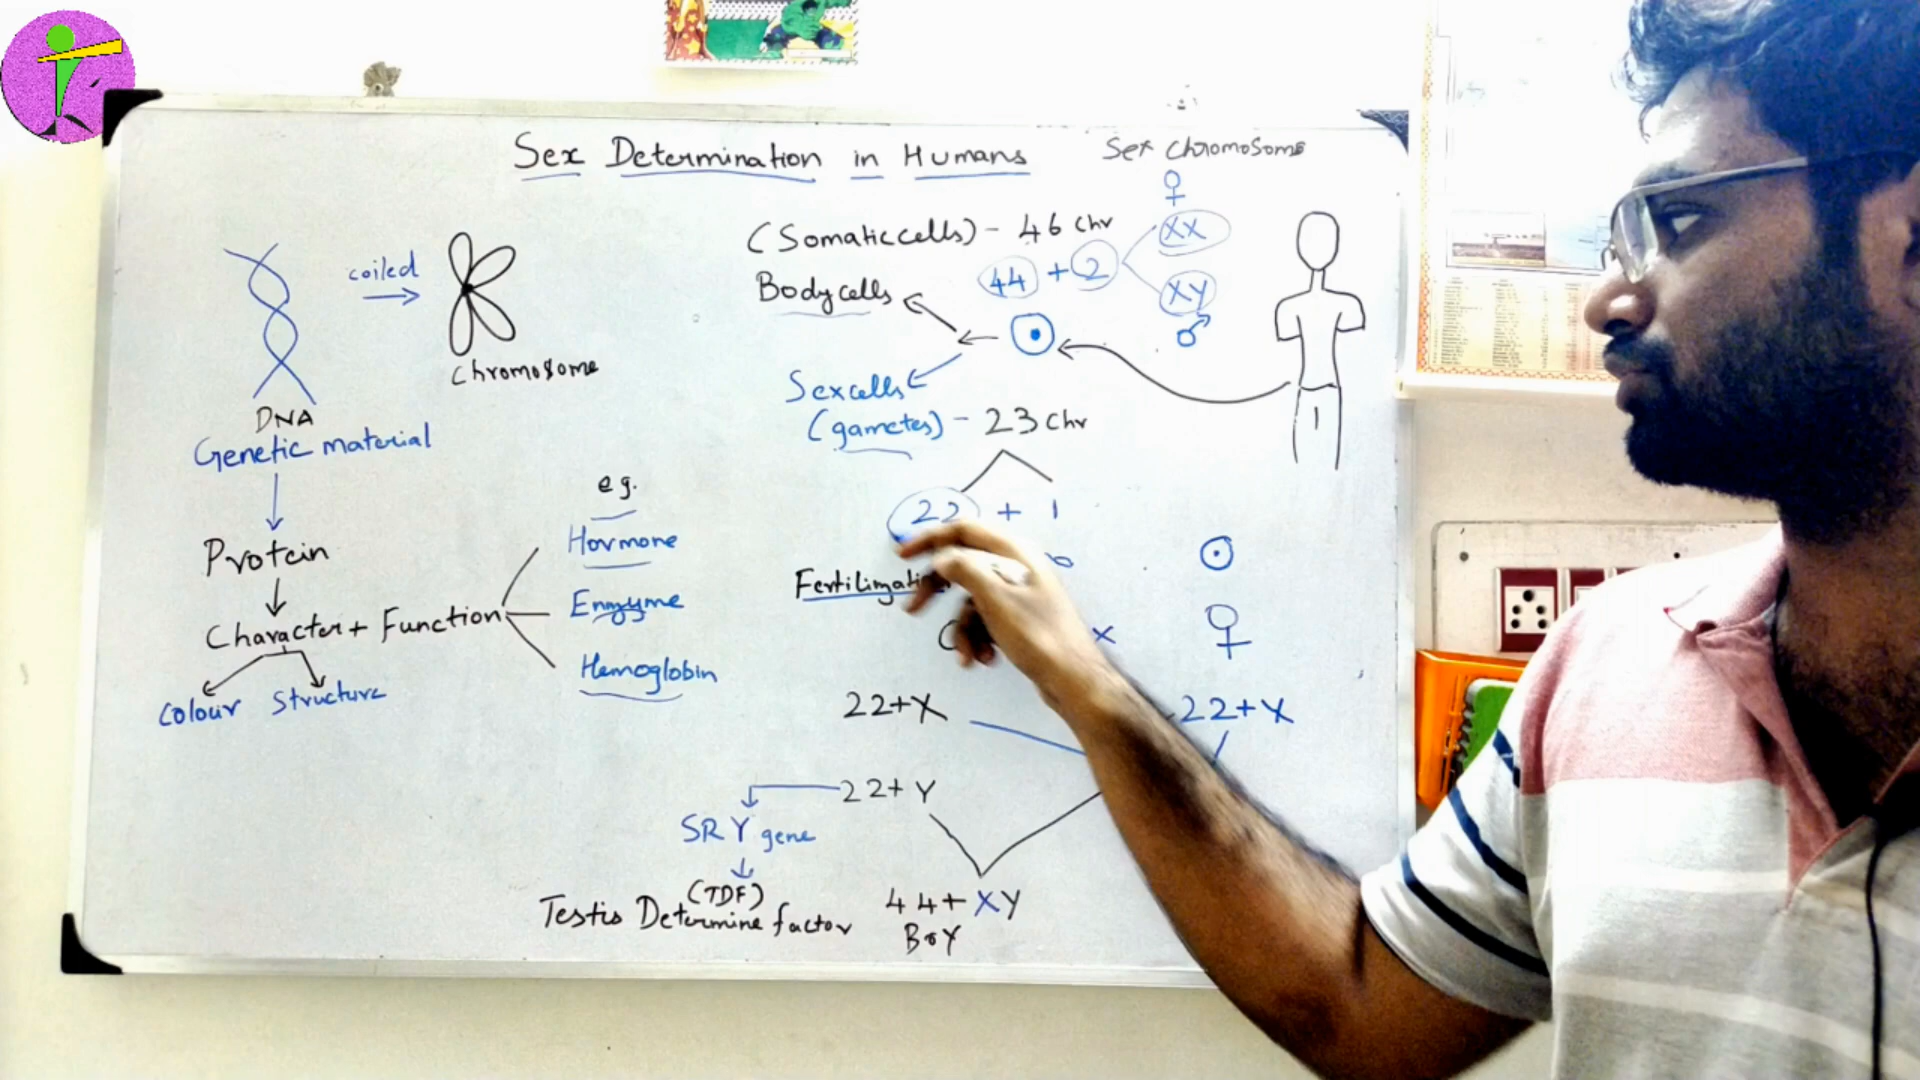 Sex Determination in Humans
Sex chromosome
♀
(Somatic cells) - 46 Chr
XX
44 + 2
Body cells
XY
♂
coiled
Chromosome
DNA
Genetic material
Sex cells
(gametes) - 23 Chr
22 + 1
e.g.
Hormone
Protein
Enzyme
Character + Function
Hemoglobin
Colour Structure
x ♀
22+X
22+X
22+Y
SRY gene
(TDF)
Testis Determine factor
44+XY
BoY